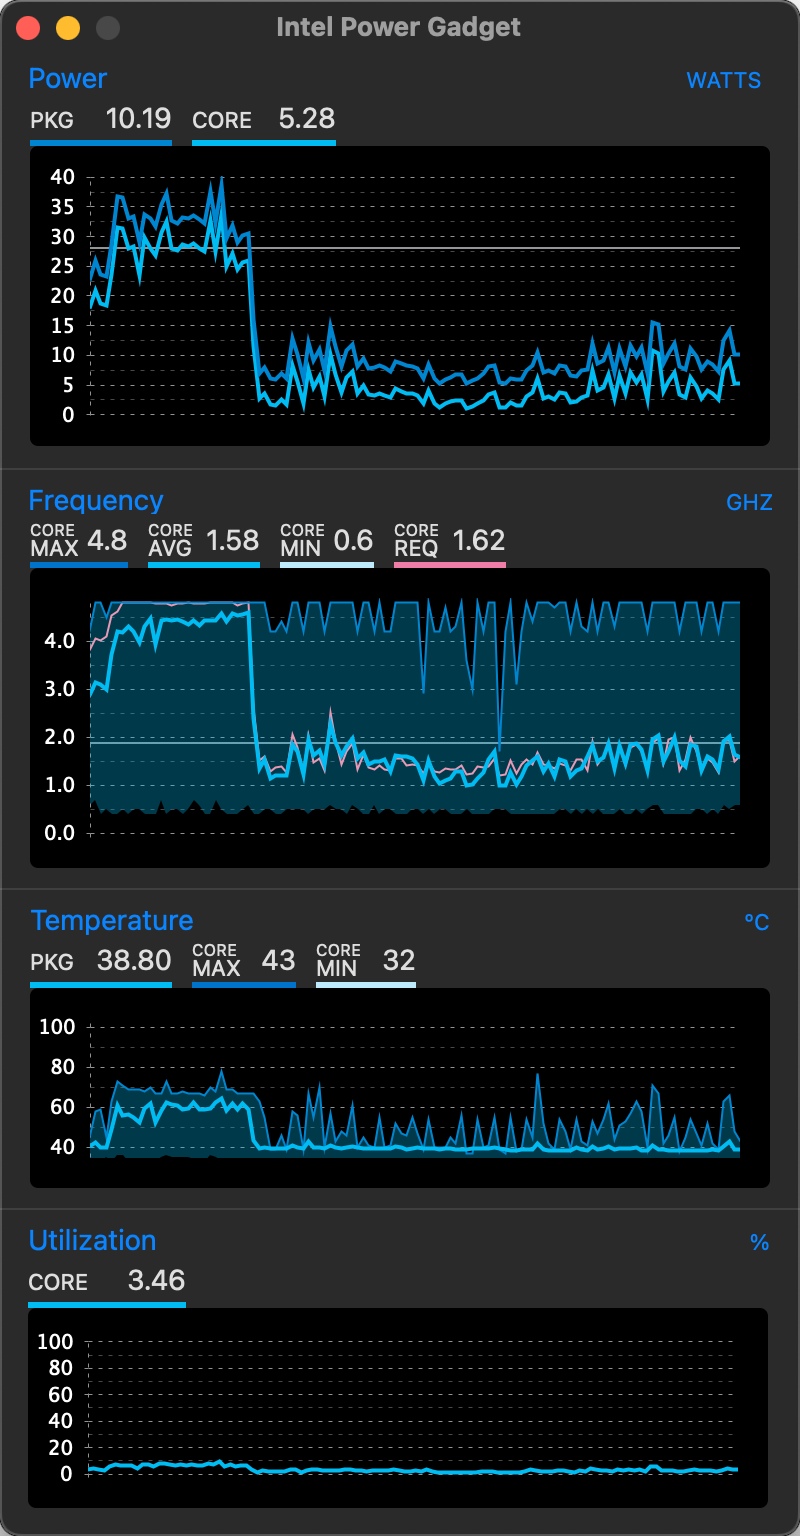 Intel Power Gadget
Power WATTS
PKG 10.19 CORE 5.28
40
35
30
25
20
15
10
5
0
Frequency GHZ
CORE MAX 4.8 CORE AVG 1.58 CORE MIN 0.6 CORE REQ 1.62
4.0
3.0
2.0
1.0
0.0
Temperature ºC
PKG 38.80 CORE MAX 43 CORE MIN 32
100
80
60
40
Utilization %
CORE 3.46
100
80
60
40
20
0